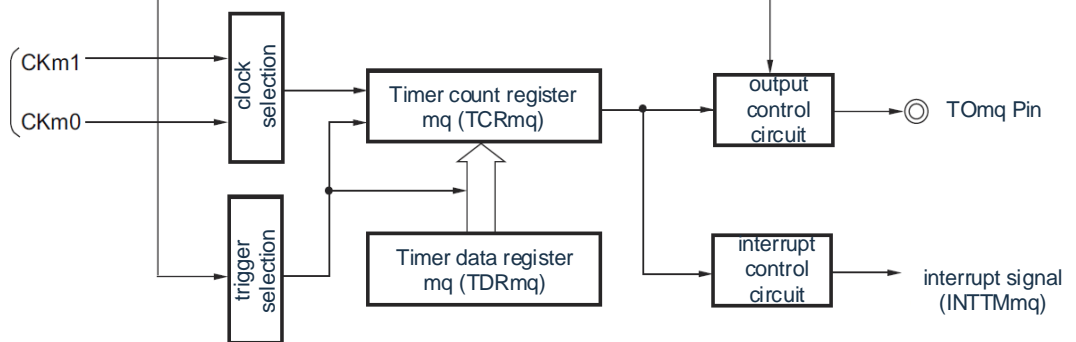 CKm1
CKm0
clock
selection
Timer count register
mq (TCRmq)
output
control
circuit
TOmq Pin
trigger
selection
Timer data register
mq (TDRmq)
interrupt
control
circuit
interrupt signal
(INTTMmq)